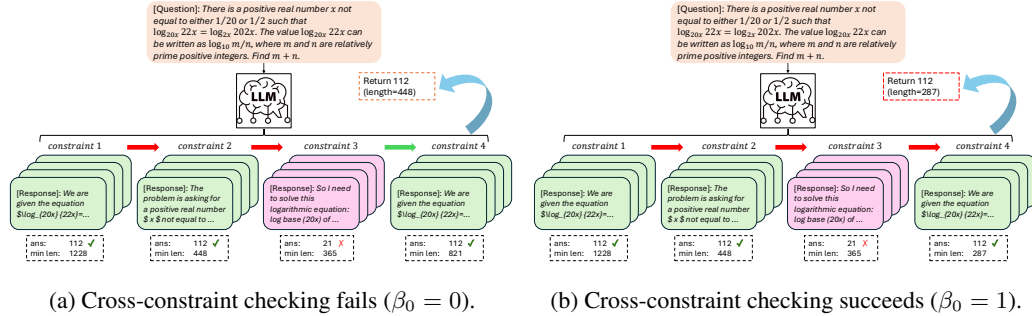 [Question]: There is a positive real number x not
equal to either 1/20 or 1/2 such that
log₂₀ₓ 22x = log₂ₓ 202x. The value log₂₀ₓ 22x can
be written as log₁₀ m/n, where m and n are relatively
prime positive integers. Find m + n.
Return 112
(length=448)
LLM
constraint 1
constraint 2
constraint 3
constraint 4
[Response]: We are
given the equation
$\log_{20x} {22x}=...
[Response]: The
problem is asking for
a positive real number
$ x $ not equal to ...
[Response]: So I need
to solve this
logarithmic equation:
log base (20x) of ...
[Response]: We are
given the equation
$\log_{20x} {22x}=...
ans: 112 ✓
min len: 1228
ans: 112 ✓
min len: 448
ans: 21 ✗
min len: 365
ans: 112 ✓
min len: 821
(a) Cross-constraint checking fails (β₀ = 0).
[Question]: There is a positive real number x not
equal to either 1/20 or 1/2 such that
log₂₀ₓ 22x = log₂ₓ 202x. The value log₂₀ₓ 22x can
be written as log₁₀ m/n, where m and n are relatively
prime positive integers. Find m + n.
Return 112
(length=287)
LLM
constraint 1
constraint 2
constraint 3
constraint 4
[Response]: We are
given the equation
$\log_{20x} {22x}=...
[Response]: The
problem is asking for
a positive real number
$ x $ not equal to ...
[Response]: So I need
to solve this
logarithmic equation:
log base (20x) of ...
[Response]: We are
given the equation
$\log_{20x} {22x}=...
ans: 112 ✓
min len: 1228
ans: 112 ✓
min len: 448
ans: 21 ✗
min len: 365
ans: 112 ✓
min len: 287
(b) Cross-constraint checking succeeds (β₀ = 1).